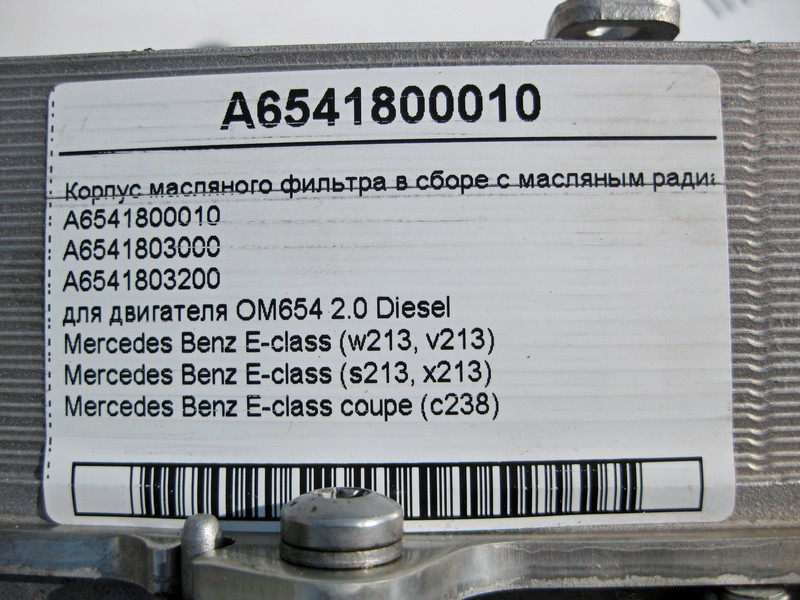 A6541800010
Корпус масляного фильтра в сборе с масляным ради
A6541800010
A6541803000
A6541803200
для двигателя OM654 2.0 Diesel
Mercedes Benz E-class (w213, v213)
Mercedes Benz E-class (s213, x213)
Mercedes Benz E-class coupe (c238)